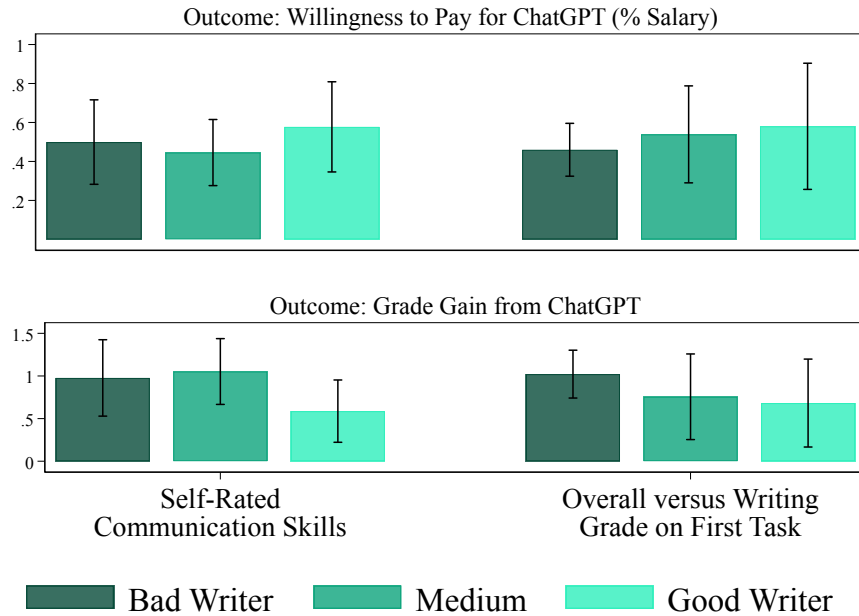 Outcome: Willingness to Pay for ChatGPT (% Salary)
1
.8
.6
.4
.2
Outcome: Grade Gain from ChatGPT
1.5
1
.5
0
Self-Rated
Communication Skills
Overall versus Writing
Grade on First Task
Bad Writer Medium Good Writer